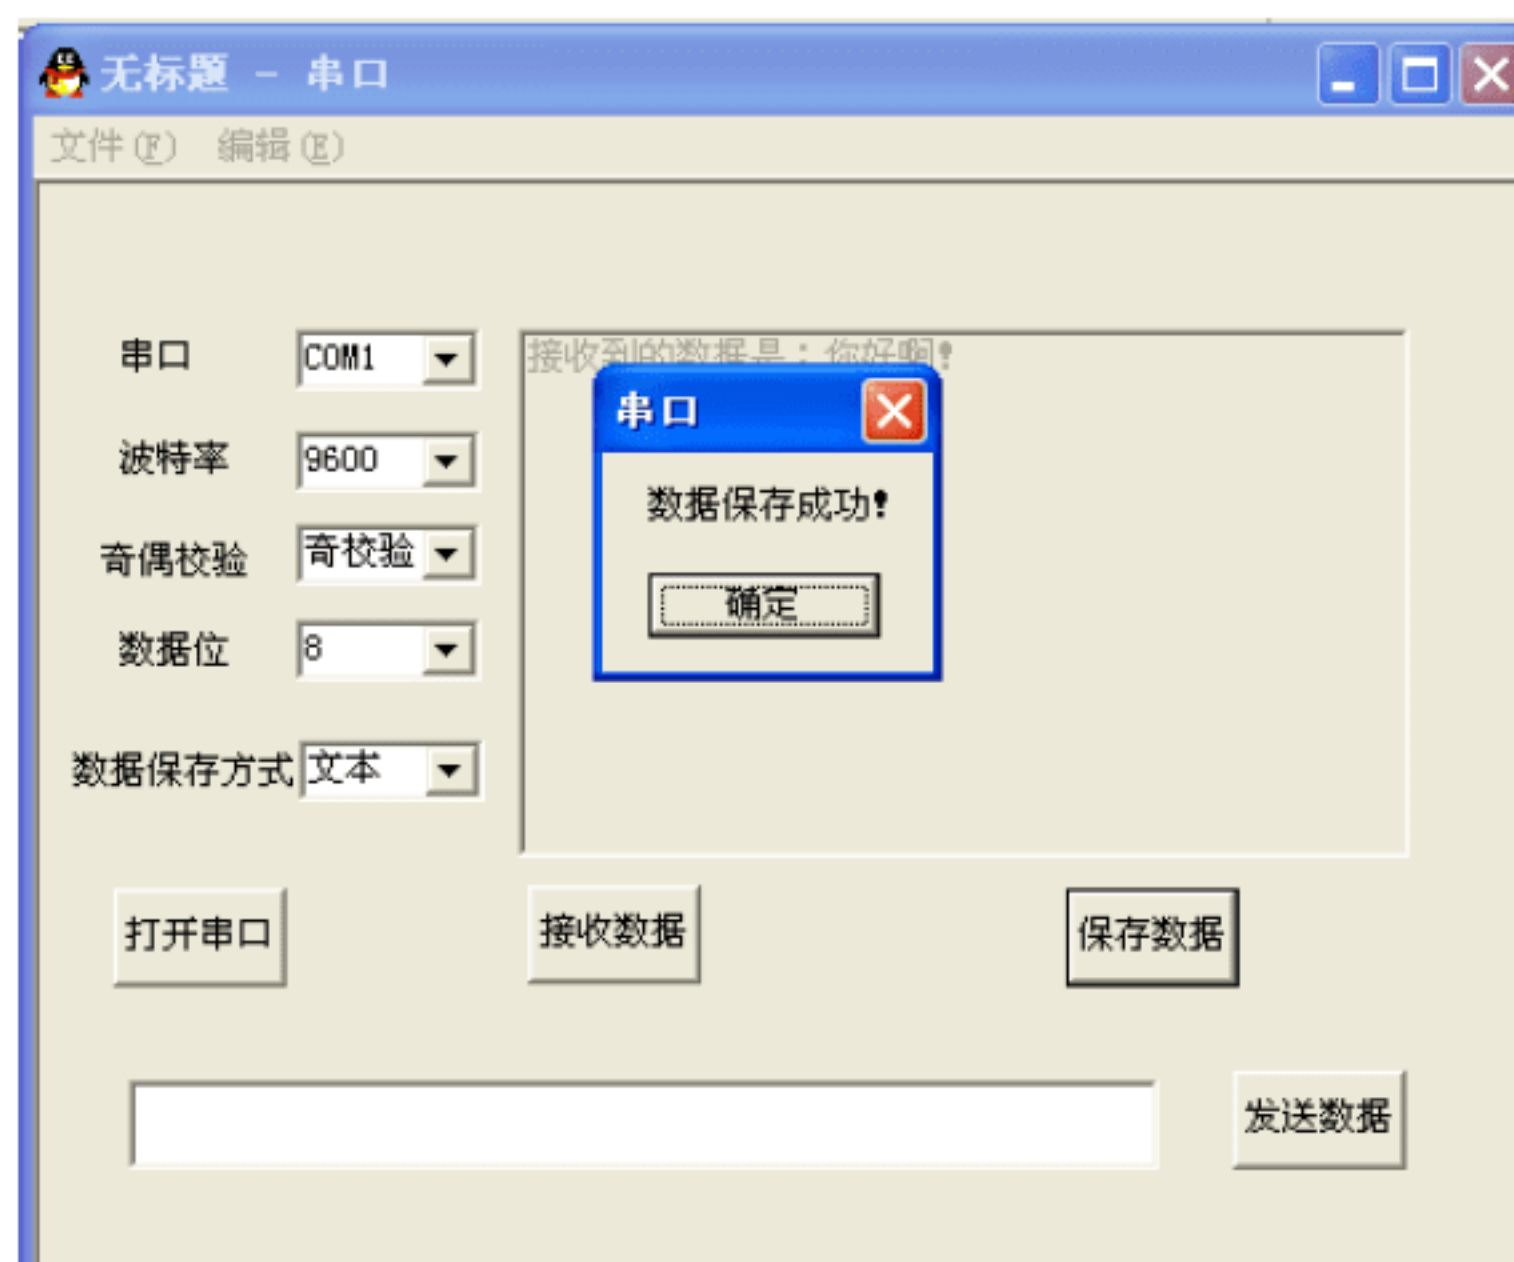 无标题 - 串口
文件(F) 编辑(E)
串口 COM1
接收到的数据是：你好啊!
串口
波特率 9600
数据保存成功!
奇偶校验 奇校验
确定
数据位 8
数据保存方式 文本
打开串口 接收数据 保存数据
发送数据